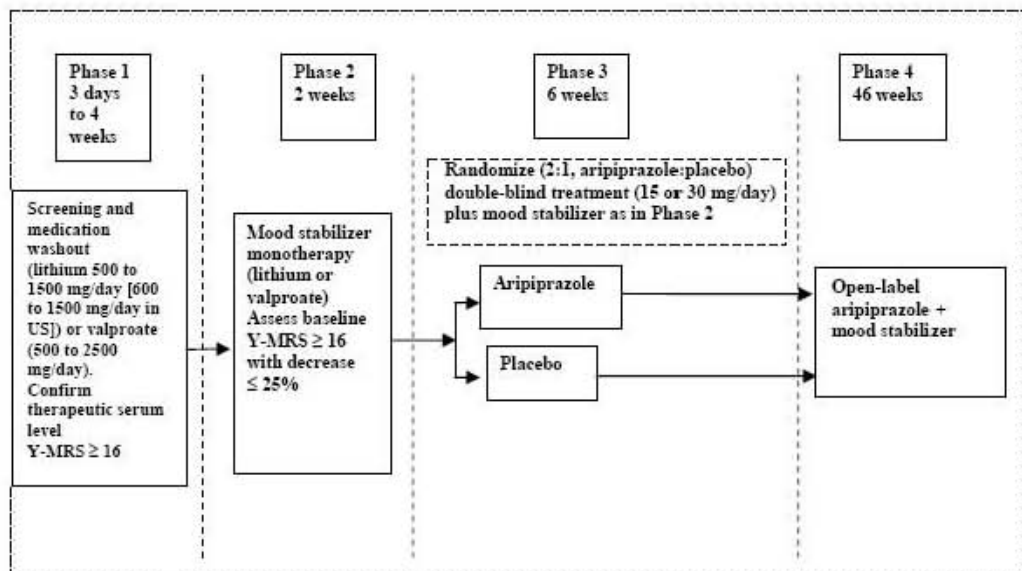 Phase 1
3 days
to 4
weeks
Phase 2
2 weeks
Phase 3
6 weeks
Phase 4
46 weeks
Randomize (2:1, aripiprazole:placebo)
double-blind treatment (15 or 30 mg/day)
plus mood stabilizer as in Phase 2
Screening and
medication
washout
(lithium 500 to
1500 mg/day [600
to 1500 mg/day in
US]) or valproate
(500 to 2500
mg/day).
Confirm
therapeutic serum
level
Y-MRS ≥ 16
Mood stabilizer
monotherapy
(lithium or
valproate)
Assess baseline
Y-MRS ≥ 16
with decrease
≤ 25%
Aripiprazole
Placebo
Open-label
aripiprazole +
mood stabilizer